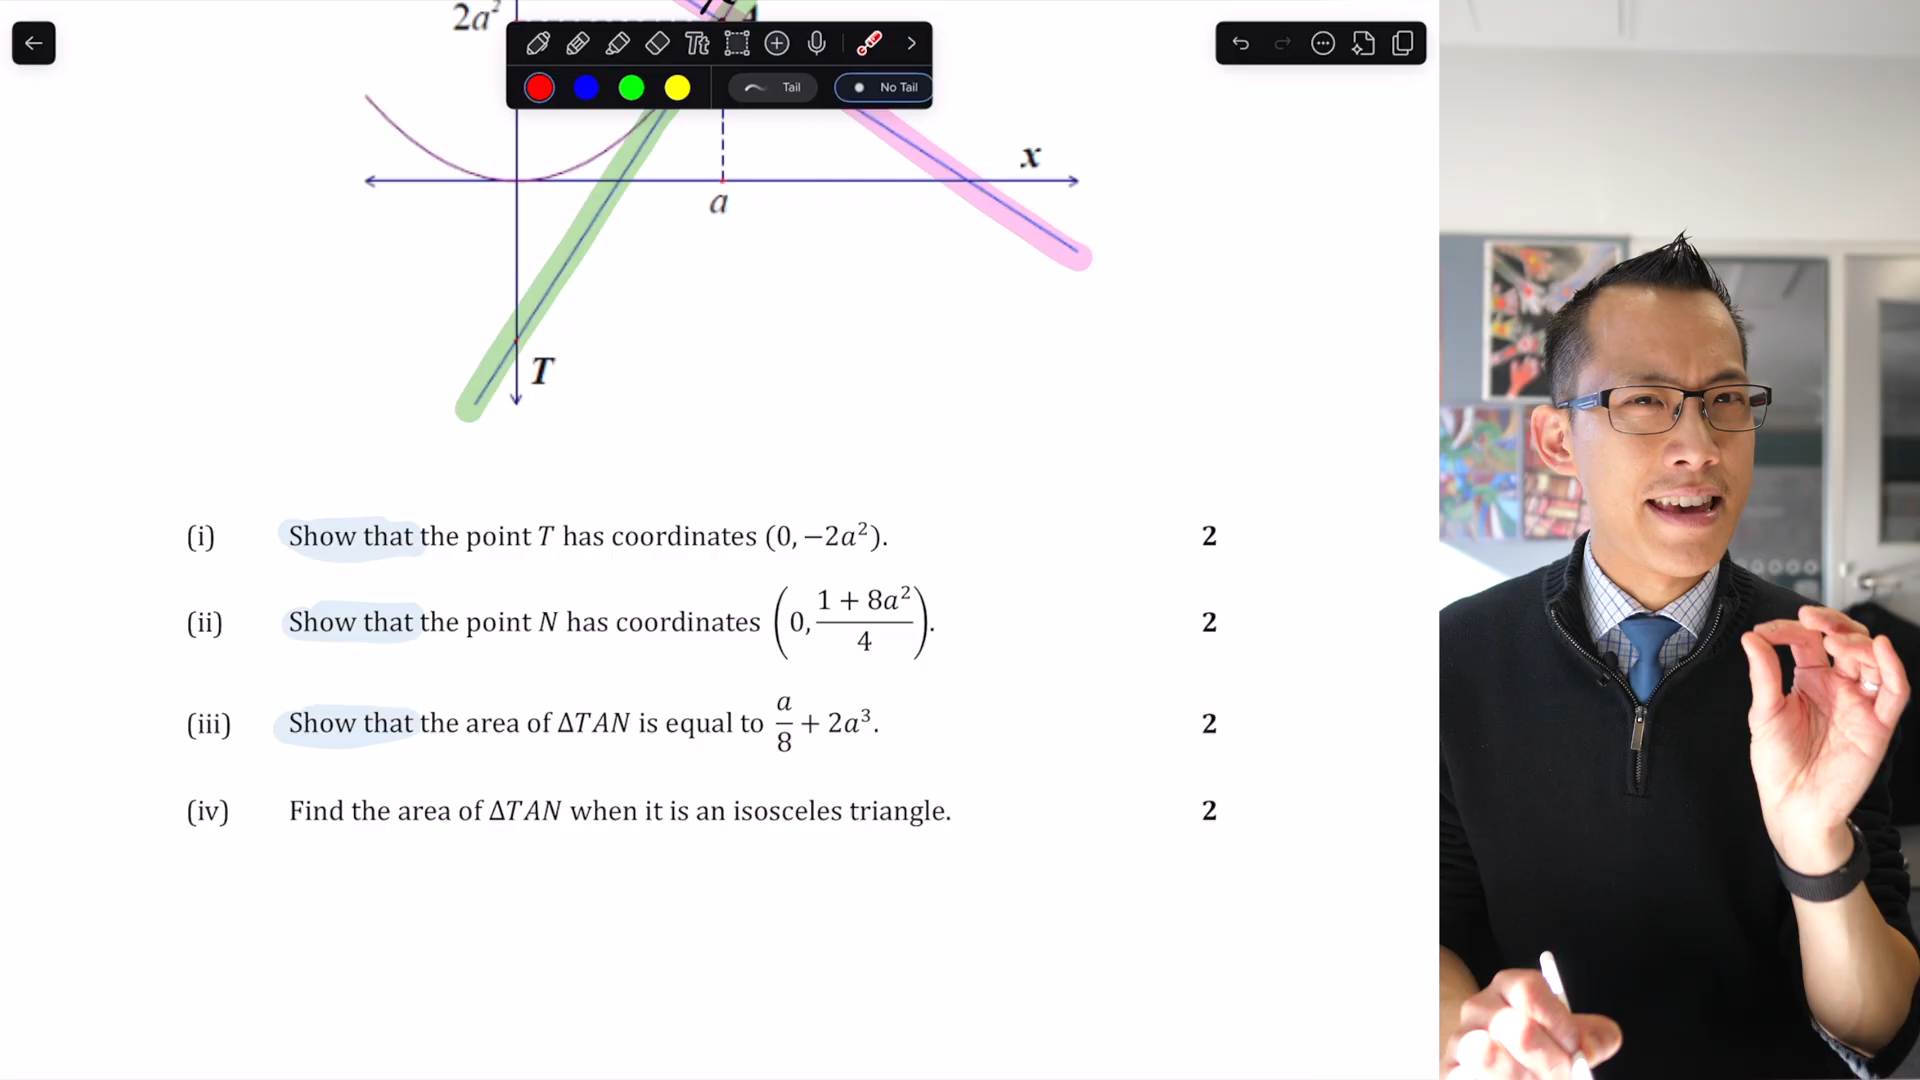 2a²
Tt
Tail
No Tail
x
a
T
(i) Show that the point T has coordinates (0, −2a²). 2
(ii) Show that the point N has coordinates (0, (1 + 8a²)/4). 2
(iii) Show that the area of ΔTAN is equal to a/8 + 2a³. 2
(iv) Find the area of ΔTAN when it is an isosceles triangle. 2